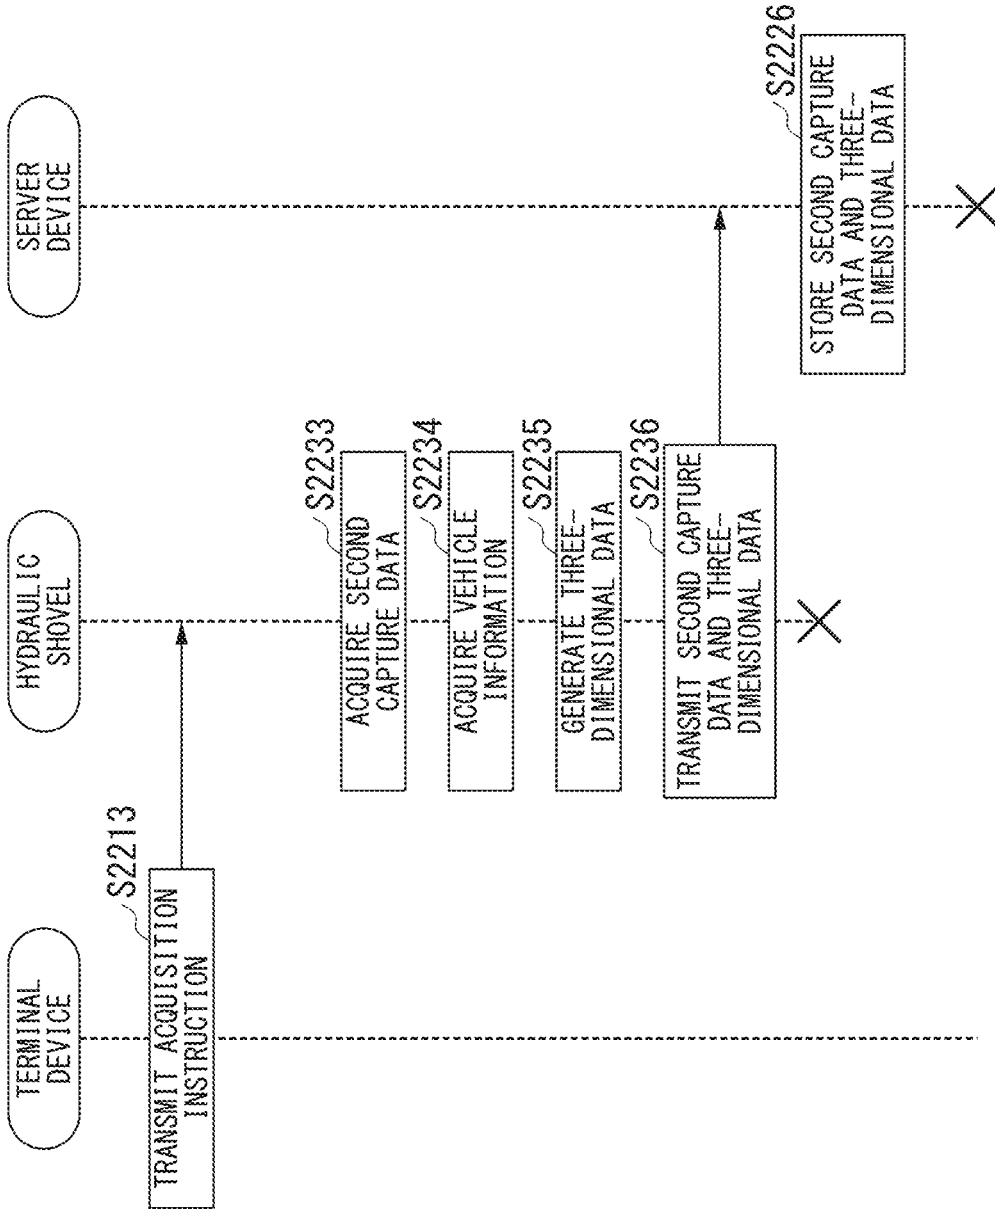 TERMINAL
DEVICE
HYDRAULIC
SHOVEL
SERVER
DEVICE
S2213
TRANSMIT ACQUISITION
INSTRUCTION
S2233
ACQUIRE SECOND
CAPTURE DATA
S2234
ACQUIRE VEHICLE
INFORMATION
S2235
GENERATE THREE-
DIMENSIONAL DATA
S2236
TRANSMIT SECOND CAPTURE
DATA AND THREE-
DIMENSIONAL DATA
S2226
STORE SECOND CAPTURE
DATA AND THREE-
DIMENSIONAL DATA